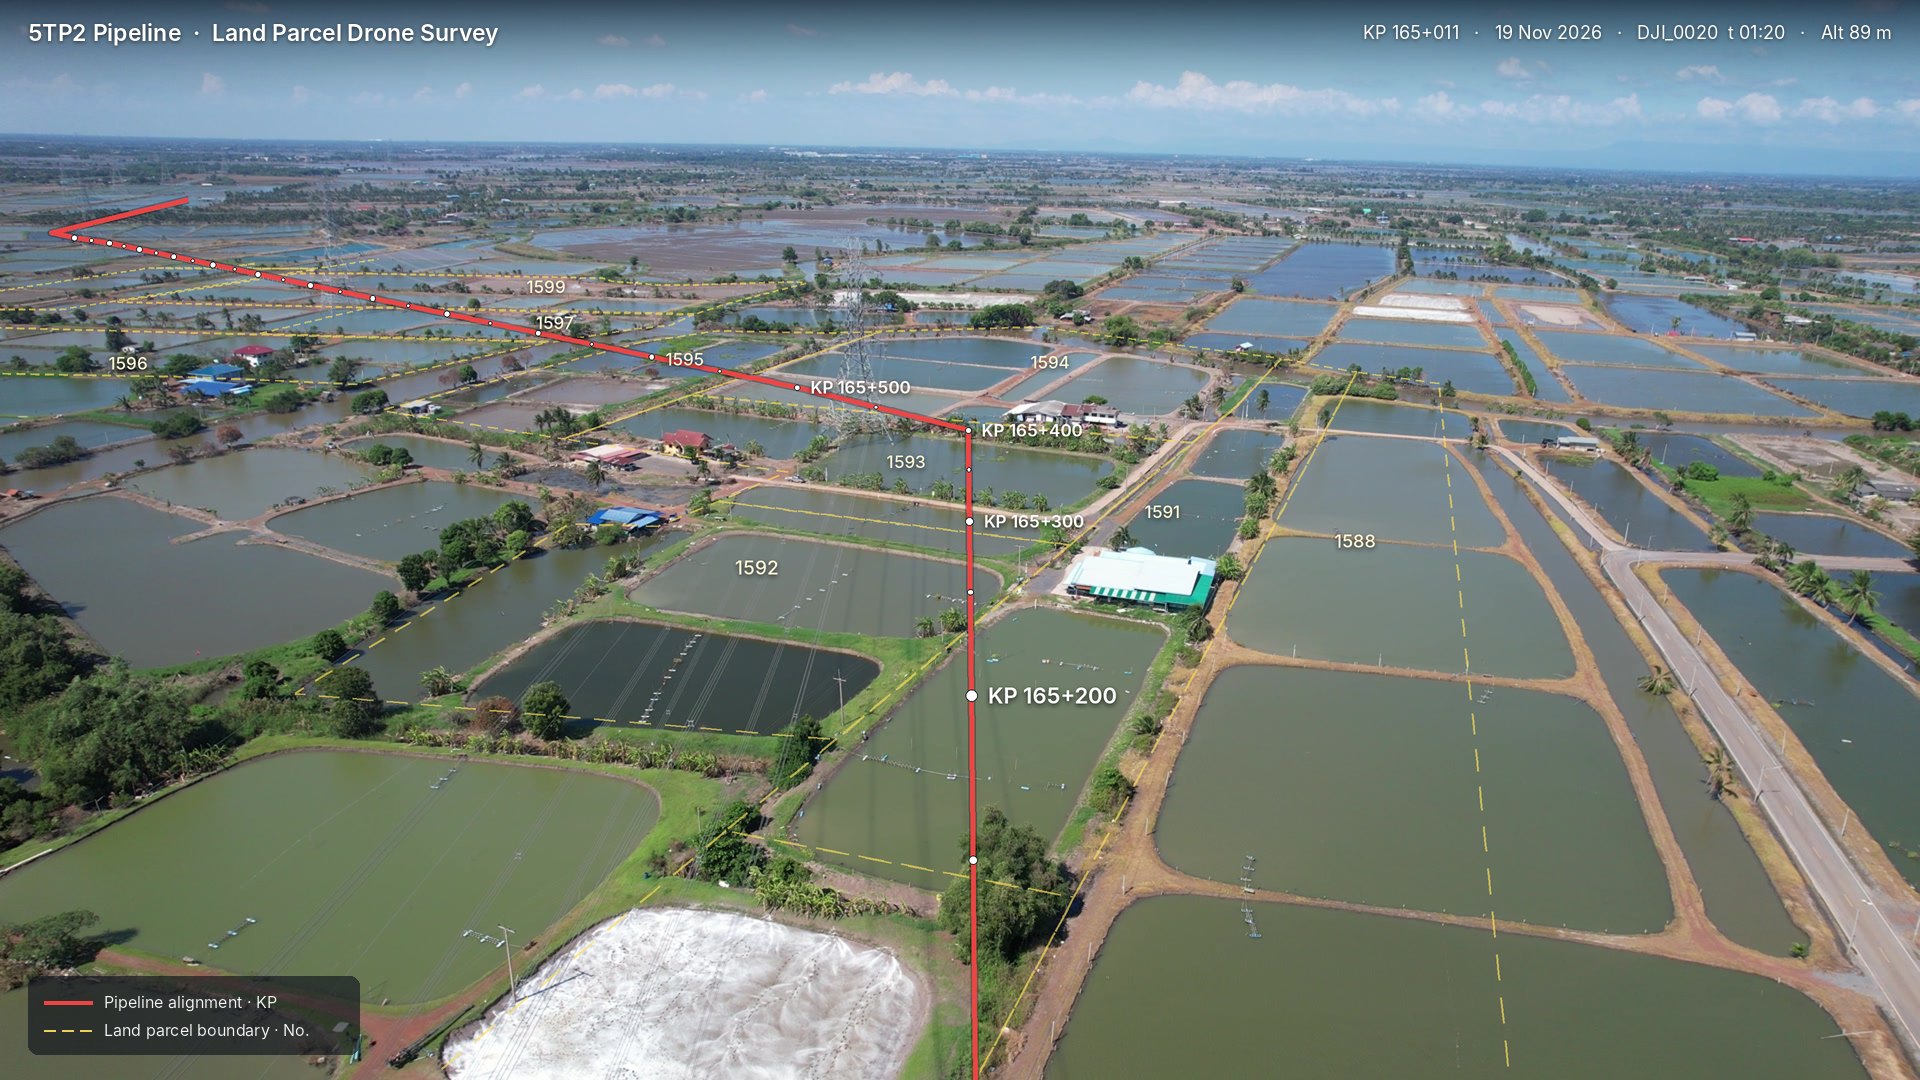 5TP2 Pipeline · Land Parcel Drone Survey
KP 165+011 · 19 Nov 2026 · DJI_0020 t 01:20 · Alt 89 m
1599
1597
1595
1596
1594
KP 165+500
KP 165+400
1593
1591
KP 165+300
1588
1592
KP 165+200
Pipeline alignment · KP
Land parcel boundary · No.